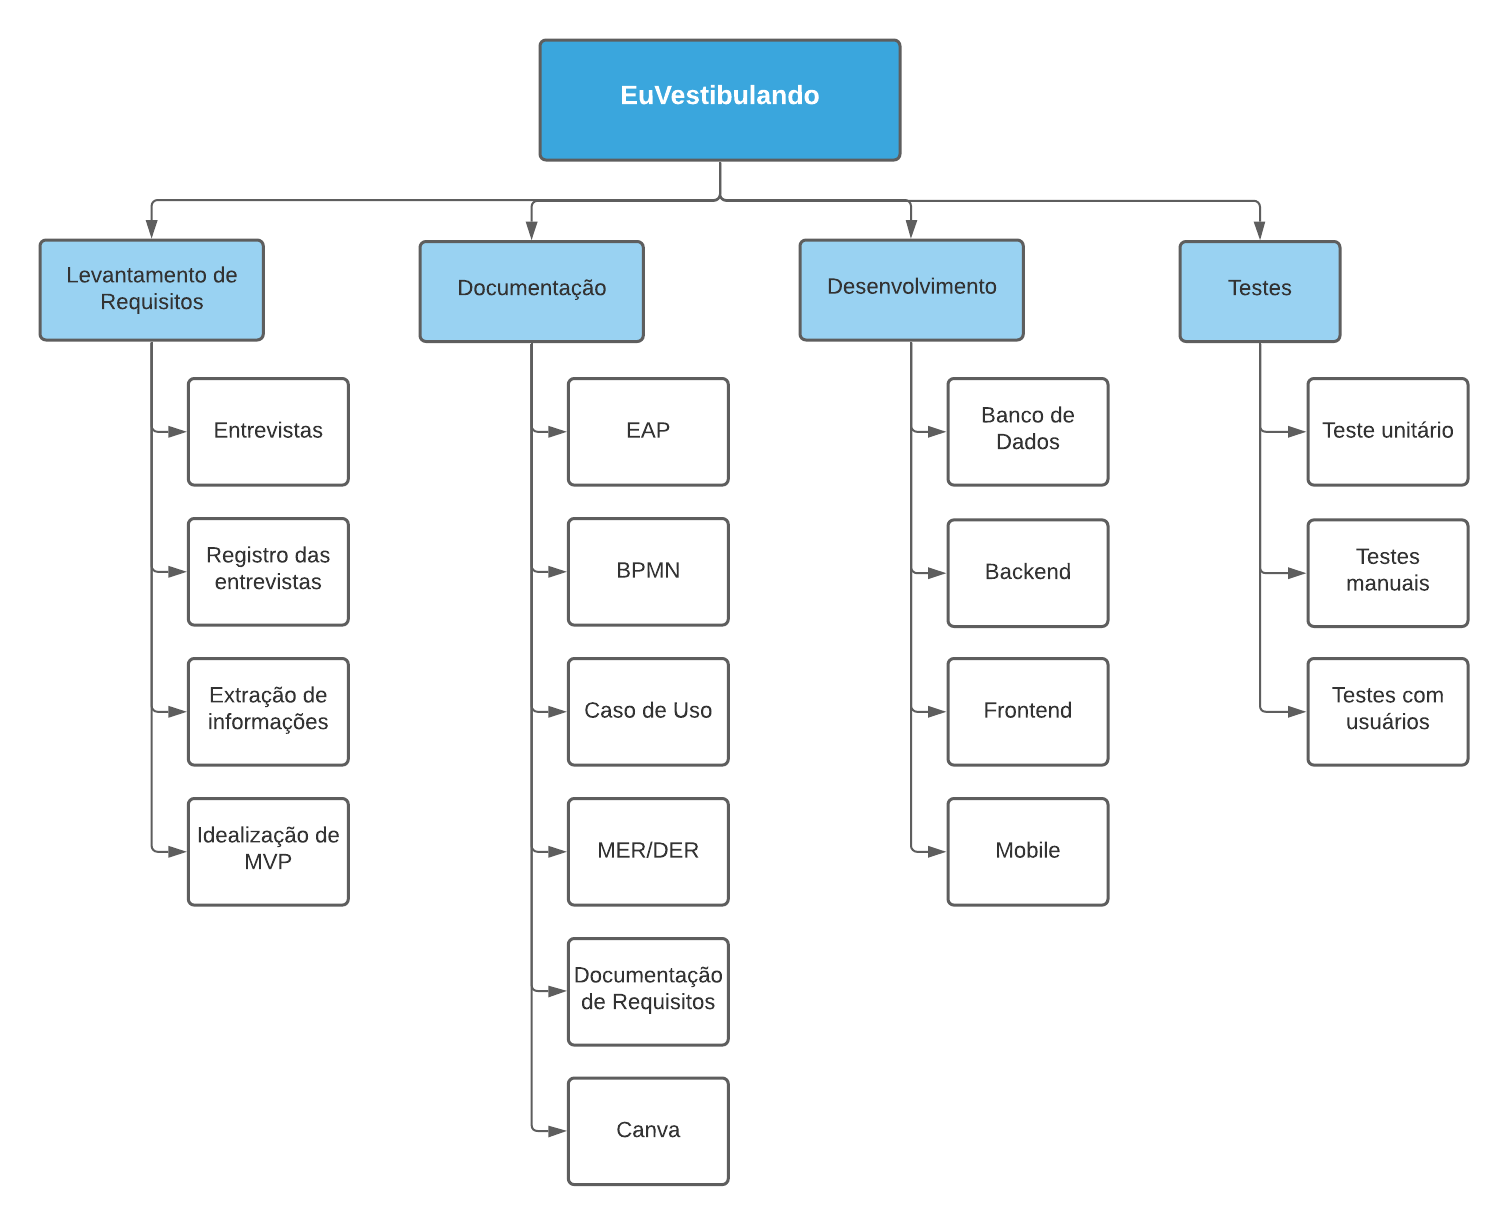 EuVestibulando
Levantamento de
Requisitos
Entrevistas
Registro das
entrevistas
Extração de
informações
Idealização de
MVP
Documentação
EAP
BPMN
Caso de Uso
MER/DER
Documentação
de Requisitos
Canva
Desenvolvimento
Banco de
Dados
Backend
Frontend
Mobile
Testes
Teste unitário
Testes
manuais
Testes com
usuários